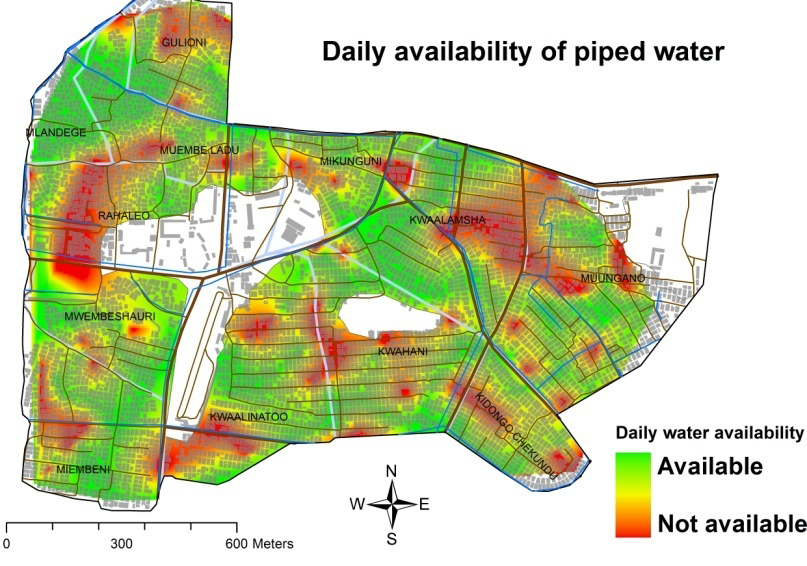 Daily availability of piped water
GULIONI
MLANDEGE
MUEMBE LADU
MIKUNGUNI
RAHALEO
KWAALAMSHA
MUUNGANO
MWEMBESHAURI
KWAHANI
KWAALINATOO
KIDONGO CHEKUNDU
MIEMBENI
Daily water availability
Available
Not available
N
W E
S
0 300 600 Meters